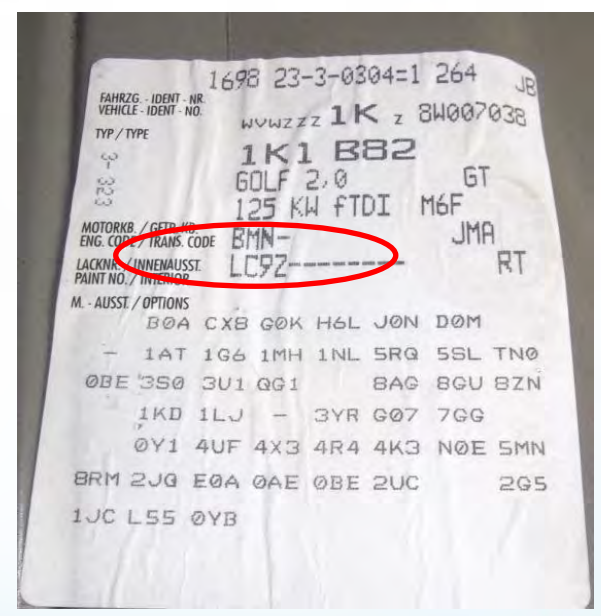 1698 23-3-0304=1 264 JB
FAHRZG. - IDENT - NR.
VEHICLE - IDENT - NO.
WVWZZZ 1K Z 8W007038
TYP / TYPE
1K1 B82
3- 323
GOLF 2,0 GT
125 KW fTDI M6F
MOTORKB. / GETR. KB.
ENG. CODE / TRANS. CODE BMN- JMA
LACKNR. / INNENAUSST.
PAINT NO. / INTERIOR LC9Z-------- RT
M. - AUSST. / OPTIONS
B0A CX8 G0K H6L J0N D0M
- 1AT 1G6 1MH 1NL 5RQ 5SL TN0
0BE 3S0 3U1 QG1 8AG 8GU 8ZN
1KD 1LJ - 3YR G07 7GG
0Y1 4UF 4X3 4R4 4K3 N0E 5MN
8RM 2JQ E0A 0AE 0BE 2UC 2G5
1JC L55 0YB